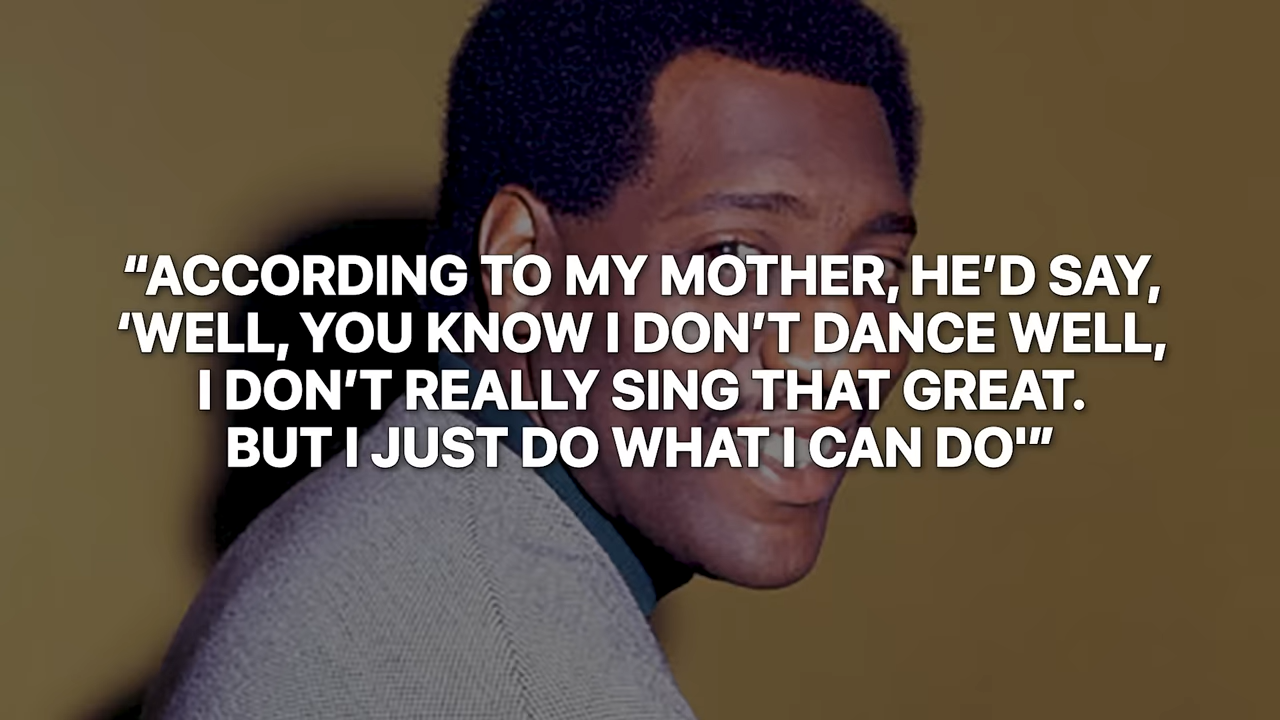 “ACCORDING TO MY MOTHER, HE’D SAY,
‘WELL, YOU KNOW I DON’T DANCE WELL,
I DON’T REALLY SING THAT GREAT.
BUT I JUST DO WHAT I CAN DO'”